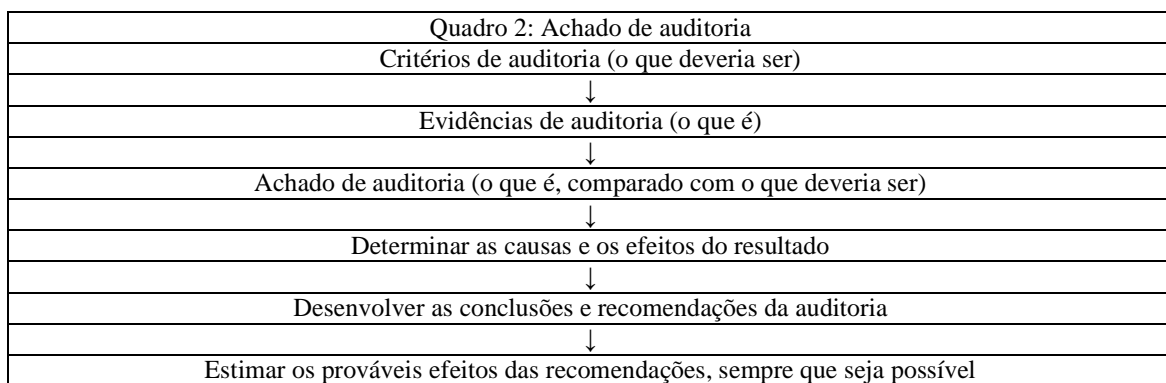 Quadro 2: Achado de auditoria
Critérios de auditoria (o que deveria ser)
↓
Evidências de auditoria (o que é)
↓
Achado de auditoria (o que é, comparado com o que deveria ser)
↓
Determinar as causas e os efeitos do resultado
↓
Desenvolver as conclusões e recomendações da auditoria
↓
Estimar os prováveis efeitos das recomendações, sempre que seja possível